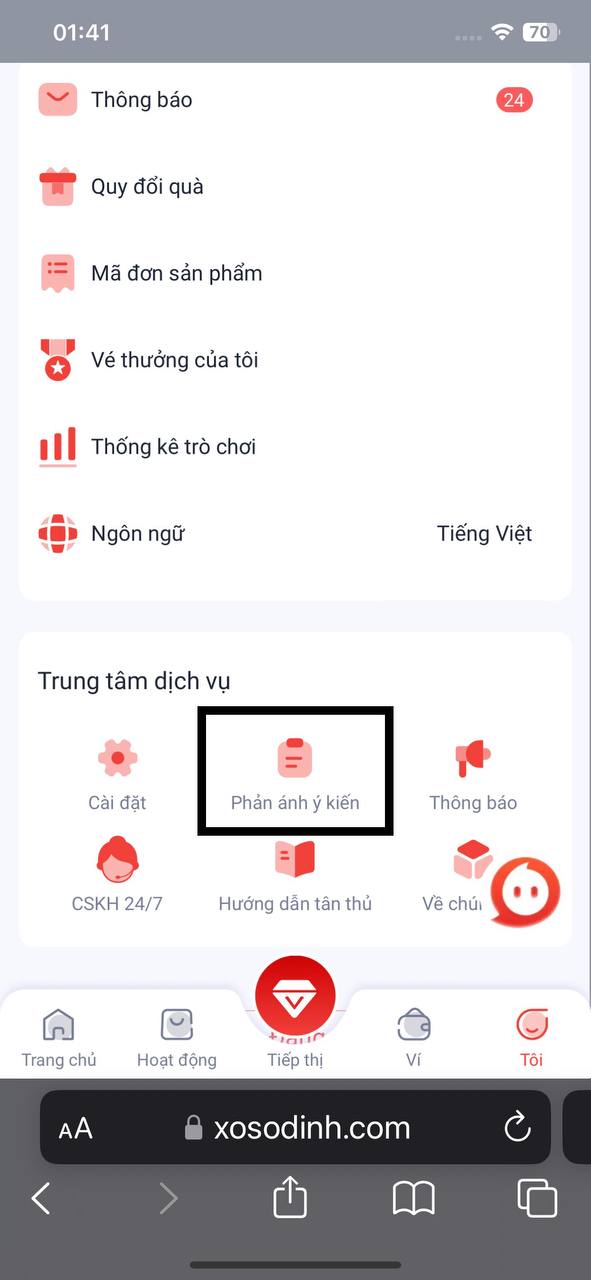 01:41
70
Thông báo
24
Quy đổi quà
Mã đơn sản phẩm
Vé thưởng của tôi
Thống kê trò chơi
Ngôn ngữ
Tiếng Việt
Trung tâm dịch vụ
Cài đặt
Phản ánh ý kiến
Thông báo
CSKH 24/7
Hướng dẫn tân thủ
Về
Trang chủ
Hoạt động
Tiếp thị
Ví
Tôi
AA
xosodinh.com